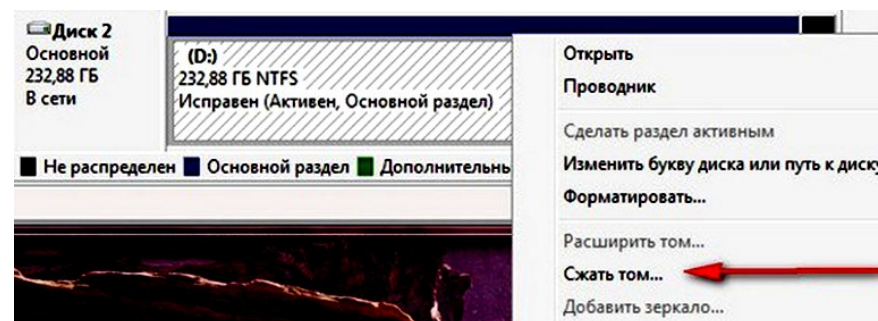 Диск 2
Основной
232,88 ГБ
В сети
(D:)
232,88 ГБ NTFS
Исправен (Активен, Основной раздел)
Не распределен
Основной раздел
Открыть
Проводник
Сделать раздел активным
Изменить букву диска или путь к диску
Форматировать...
Расширить том...
Сжать том...
Добавить зеркало...